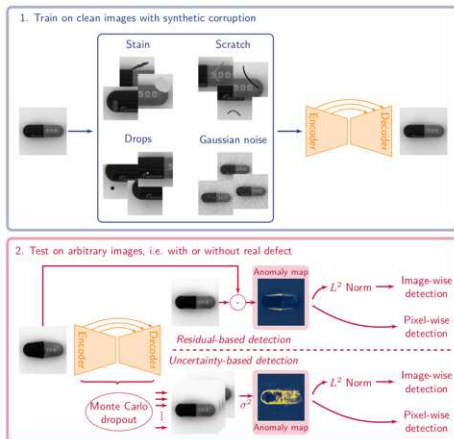 1. Train on clean images with synthetic corruption
Stain
Scratch
500
Drops
Gaussian noise
Encoder
Decoder
2. Test on arbitrary images, i.e. with or without real defect
Encoder
Decoder
-
Anomaly map
L² Norm
Image-wise
detection
Pixel-wise
detection
Residual-based detection
Uncertainty-based detection
Monte Carlo
dropout
σ²
Anomaly map
L² Norm
Image-wise
detection
Pixel-wise
detection